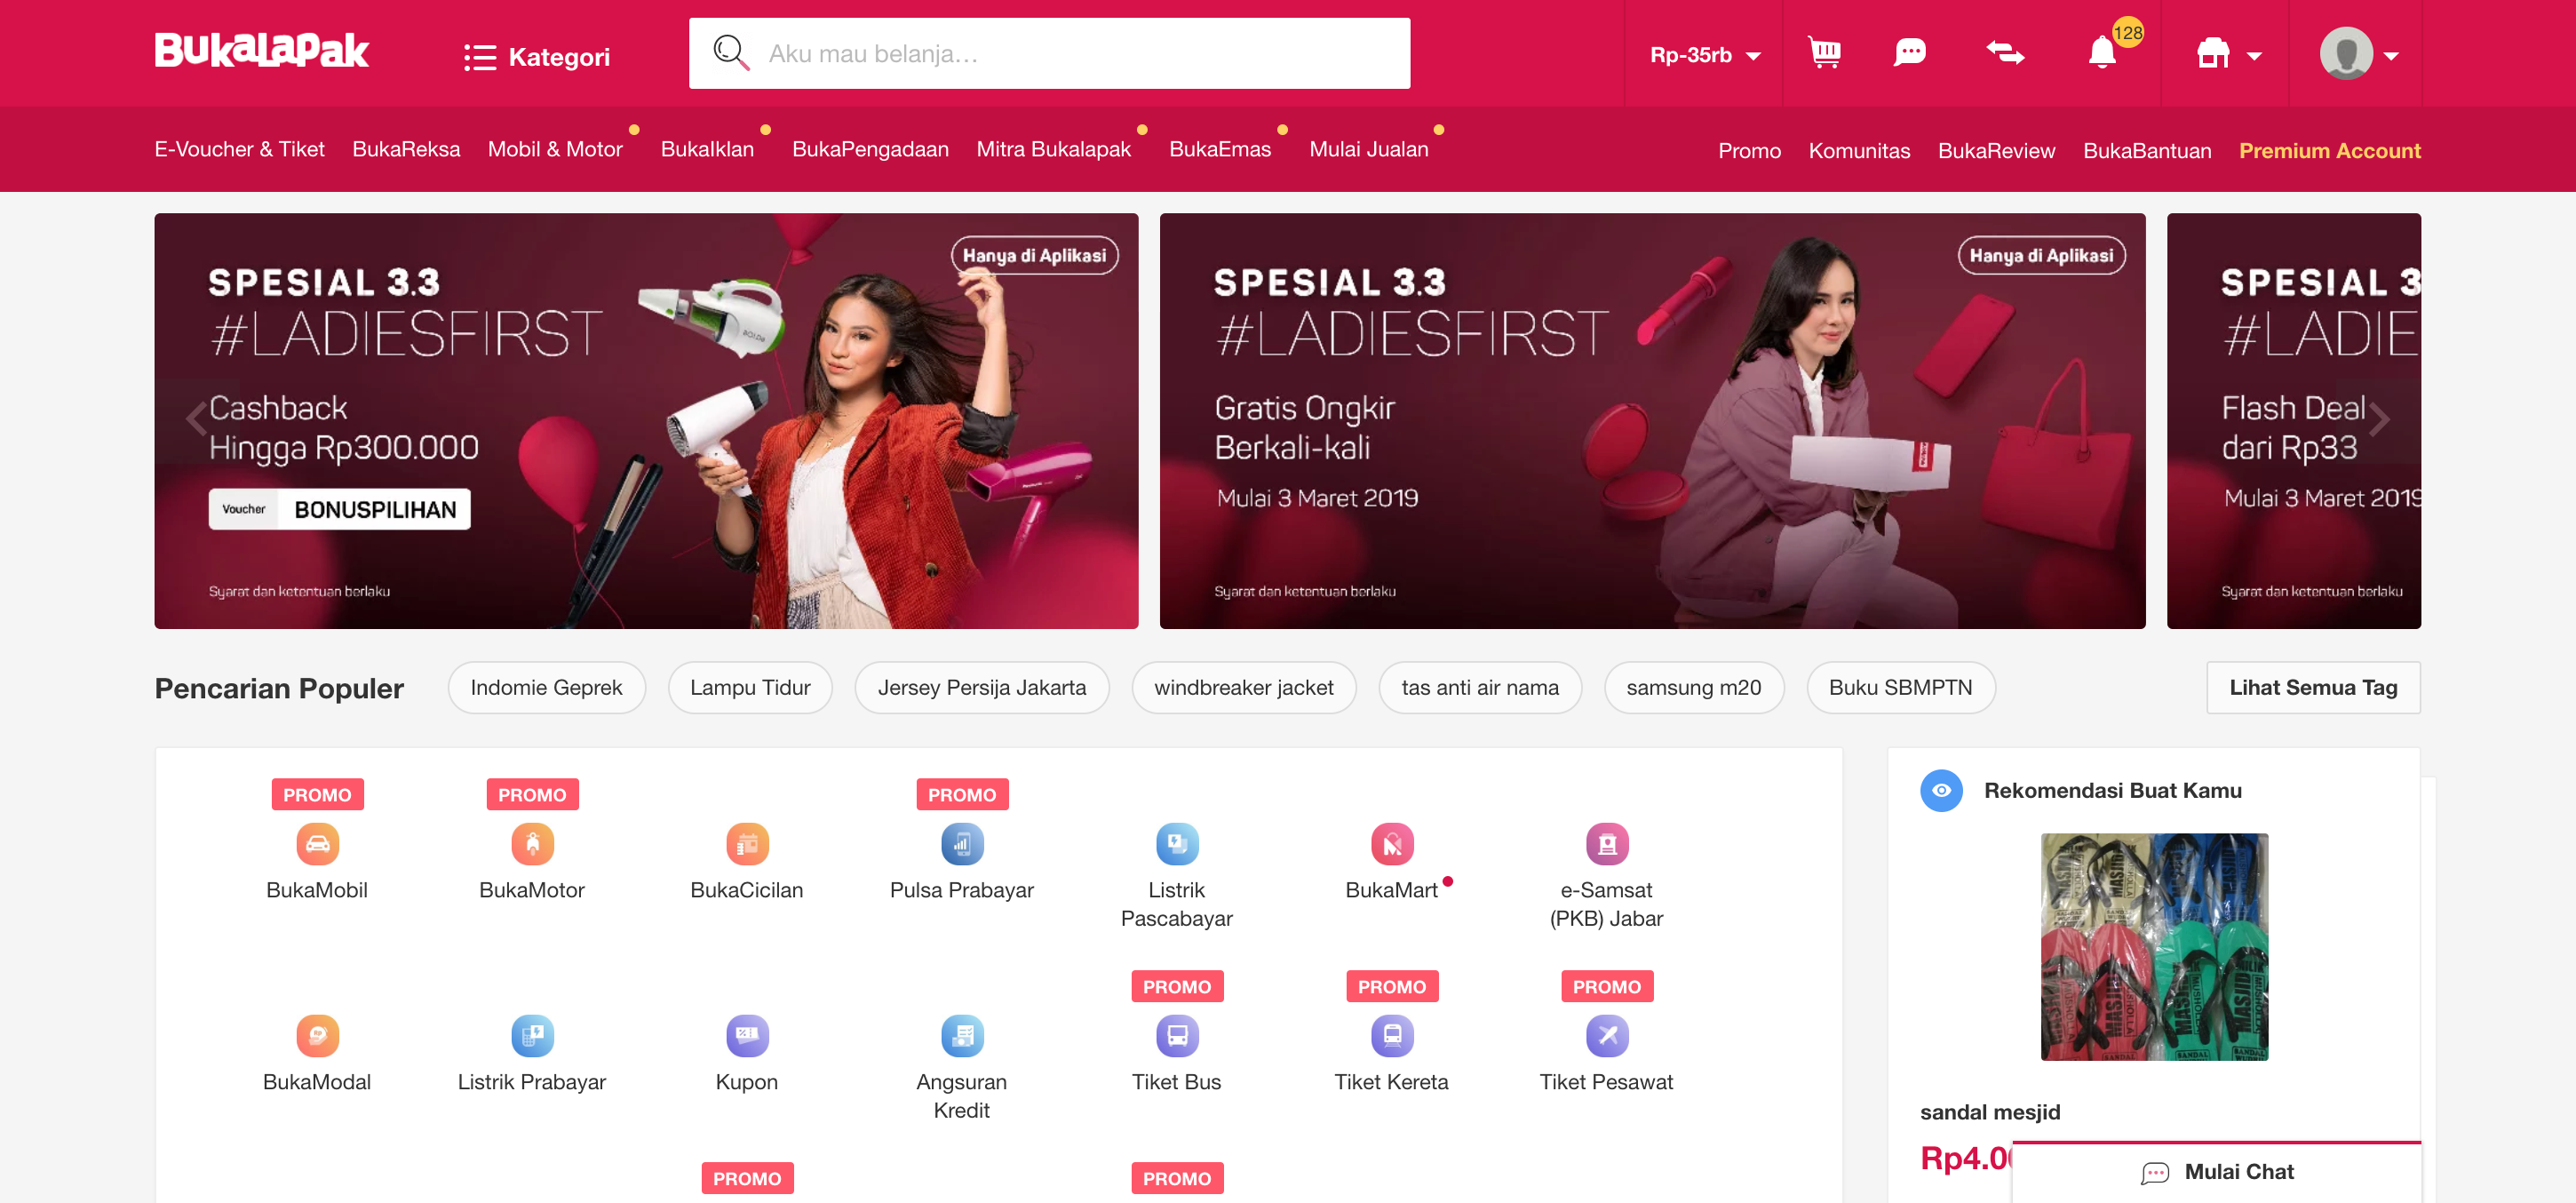 BukaLapak
Kategori
Aku mau belanja...
Rp-35rb
128
E-Voucher & Tiket
BukaReksa
Mobil & Motor
BukaIklan
BukaPengadaan
Mitra Bukalapak
BukaEmas
Mulai Jualan
Promo
Komunitas
BukaReview
BukaBantuan
Premium Account
Hanya di Aplikasi
SPESIAL 3.3
#LADIESFIRST
Cashback
Hingga Rp300.000
Voucher BONUSPILIHAN
Syarat dan ketentuan berlaku
Hanya di Aplikasi
SPESIAL 3.3
#LADIESFIRST
Gratis Ongkir
Berkali-kali
Mulai 3 Maret 2019
Syarat dan ketentuan berlaku
SPESIAL 3
#LADIE
Flash Deal
dari Rp33
Mulai 3 Maret 2019
Syarat dan ketentuan berlaku
Pencarian Populer
Indomie Geprek
Lampu Tidur
Jersey Persija Jakarta
windbreaker jacket
tas anti air nama
samsung m20
Buku SBMPTN
Lihat Semua Tag
PROMO
BukaMobil
PROMO
BukaMotor
BukaCicilan
PROMO
Pulsa Prabayar
Listrik
Pascabayar
BukaMart
e-Samsat
(PKB) Jabar
BukaModal
Listrik Prabayar
Kupon
Angsuran
Kredit
PROMO
Tiket Bus
PROMO
Tiket Kereta
PROMO
Tiket Pesawat
PROMO
PROMO
Rekomendasi Buat Kamu
MASJID
MASJID
SANDAL
sandal mesjid
Rp4.0
Mulai Chat